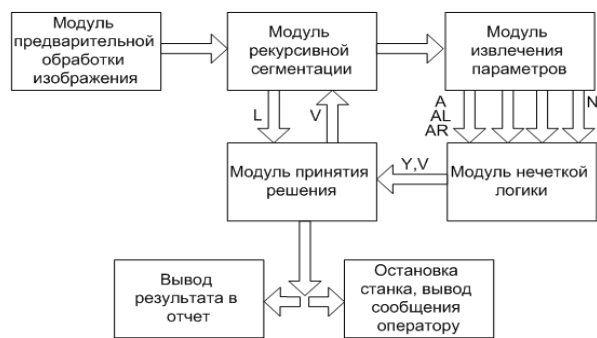 Модуль
предварительной
обработки
изображения
Модуль
рекурсивной
сегментации
Модуль
извлечения
параметров
L
V
A
AL
AR
N
Модуль принятия
решения
Y,V
Модуль нечеткой
логики
Вывод
результата в
отчет
Остановка
станка, вывод
сообщения
оператору